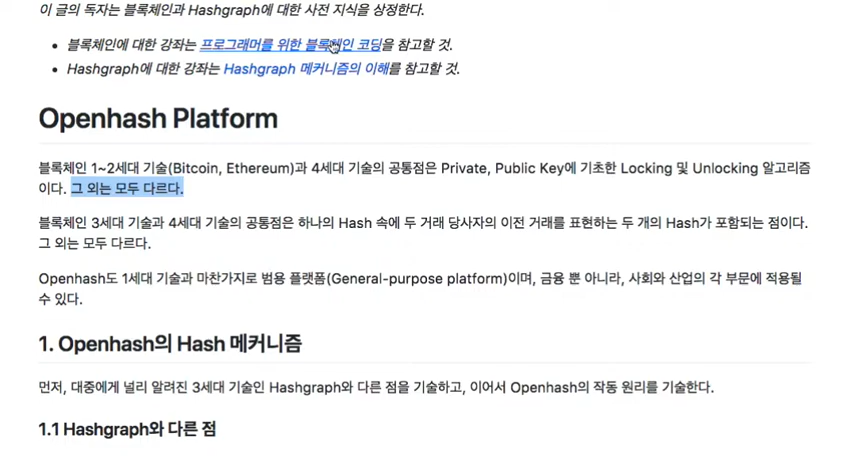 이 글의 독자는 블록체인과 Hashgraph에 대한 사전 지식을 상정한다.
• 블록체인에 대한 강좌는 프로그래머를 위한 블록체인 코딩을 참고할 것.
• Hashgraph에 대한 강좌는 Hashgraph 메커니즘의 이해를 참고할 것.
Openhash Platform
블록체인 1~2세대 기술(Bitcoin, Ethereum)과 4세대 기술의 공통점은 Private, Public Key에 기초한 Locking 및 Unlocking 알고리즘
이다. 그 외는 모두 다르다.
블록체인 3세대 기술과 4세대 기술의 공통점은 하나의 Hash 속에 두 거래 당사자의 이전 거래를 표현하는 두 개의 Hash가 포함되는 점이다.
그 외는 모두 다르다.
Openhash도 1세대 기술과 마찬가지로 범용 플랫폼(General-purpose platform)이며, 금융 뿐 아니라, 사회와 산업의 각 부문에 적용될
수 있다.
1. Openhash의 Hash 메커니즘
먼저, 대중에게 널리 알려진 3세대 기술인 Hashgraph와 다른 점을 기술하고, 이어서 Openhash의 작동 원리를 기술한다.
1.1 Hashgraph와 다른 점